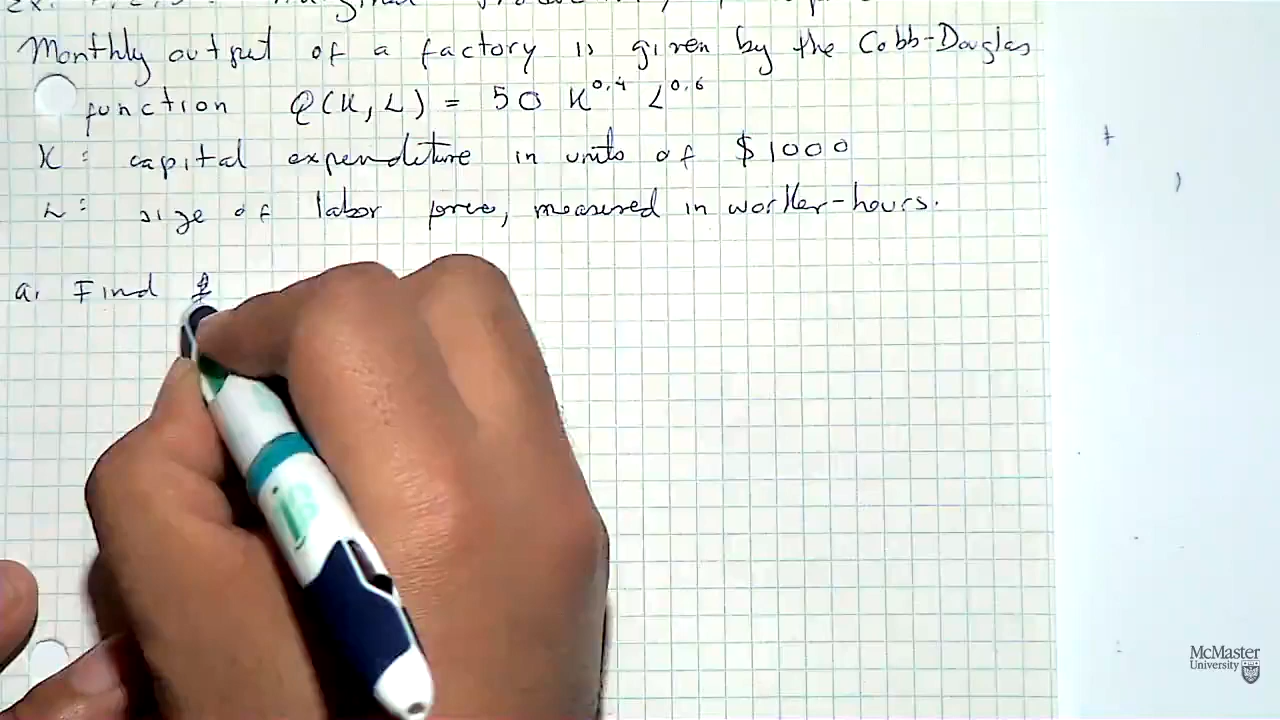 Monthly output of a factory is given by the Cobb-Douglas
function Q(K, L) = 50 K^0.4 L^0.6
K: capital expenditure in units of $1000
L: size of labor force, measured in worker-hours.
a. Find
McMaster
University